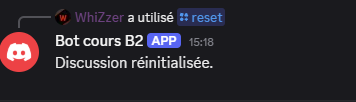 WhiZzer a utilisé reset
Bot cours B2 APP 15:18
Discussion réinitialisée.